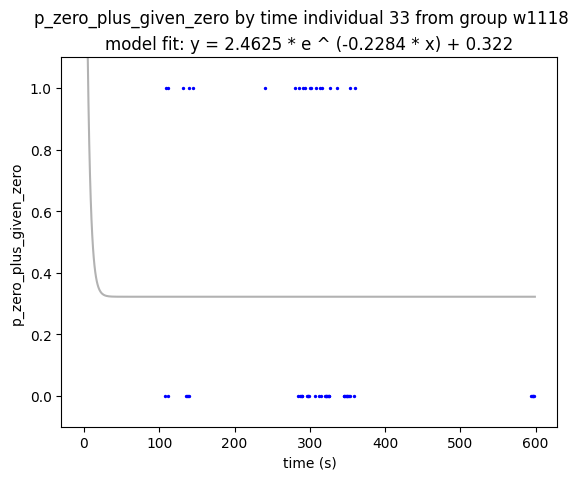 p_zero_plus_given_zero by time individual 33 from group w1118
model fit: y = 2.4625 * e ^ (-0.2284 * x) + 0.322
1.0
0.8
0.6
0.4
0.2
0.0
p_zero_plus_given_zero
0 100 200 300 400 500 600
time (s)